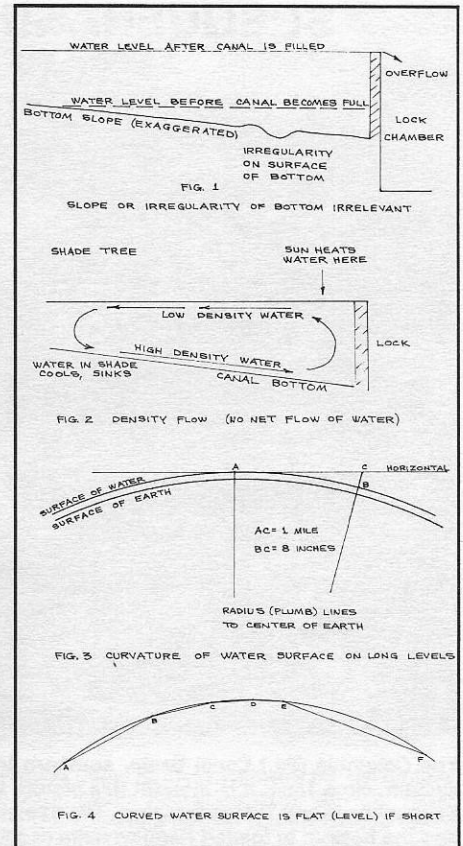 WATER LEVEL AFTER CANAL IS FILLED
OVERFLOW
WATER LEVEL BEFORE CANAL BECOMES FULL
BOTTOM SLOPE (EXAGGERATED)
LOCK
CHAMBER
IRREGULARITY
ON SURFACE
OF BOTTOM
FIG. 1
SLOPE OR IRREGULARITY OF BOTTOM IRRELEVANT
SHADE TREE
SUN HEATS
WATER HERE
LOW DENSITY WATER
HIGH DENSITY WATER
LOCK
WATER IN SHADE
COOLS, SINKS
CANAL BOTTOM
FIG. 2 DENSITY FLOW (NO NET FLOW OF WATER)
A
C
HORIZONTAL
B
SURFACE OF WATER
SURFACE OF EARTH
AC = 1 MILE
BC = 8 INCHES
RADIUS (PLUMB) LINES
TO CENTER OF EARTH
FIG. 3 CURVATURE OF WATER SURFACE ON LONG LEVELS
A
B
C
D
E
F
FIG. 4 CURVED WATER SURFACE IS FLAT (LEVEL) IF SHORT